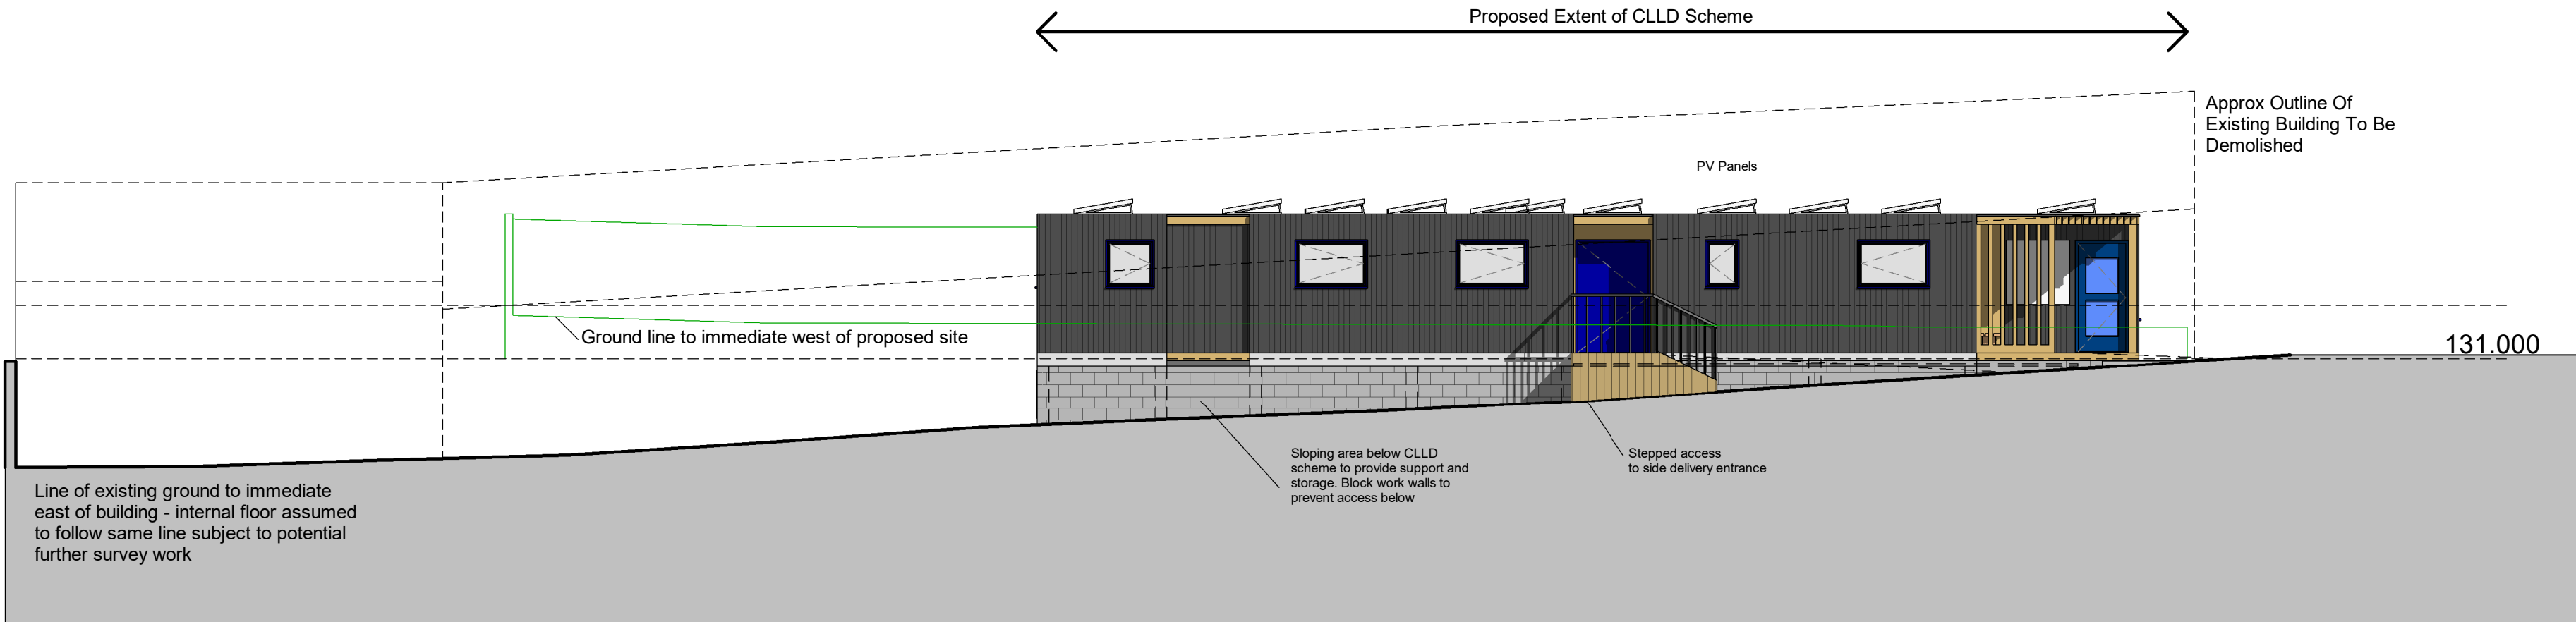 Proposed Extent of CLLD Scheme
Approx Outline Of
Existing Building To Be
Demolished
PV Panels
Ground line to immediate west of proposed site
131.000
Sloping area below CLLD
scheme to provide support and
storage. Block work walls to
prevent access below
Stepped access
to side delivery entrance
Line of existing ground to immediate
east of building - internal floor assumed
to follow same line subject to potential
further survey work